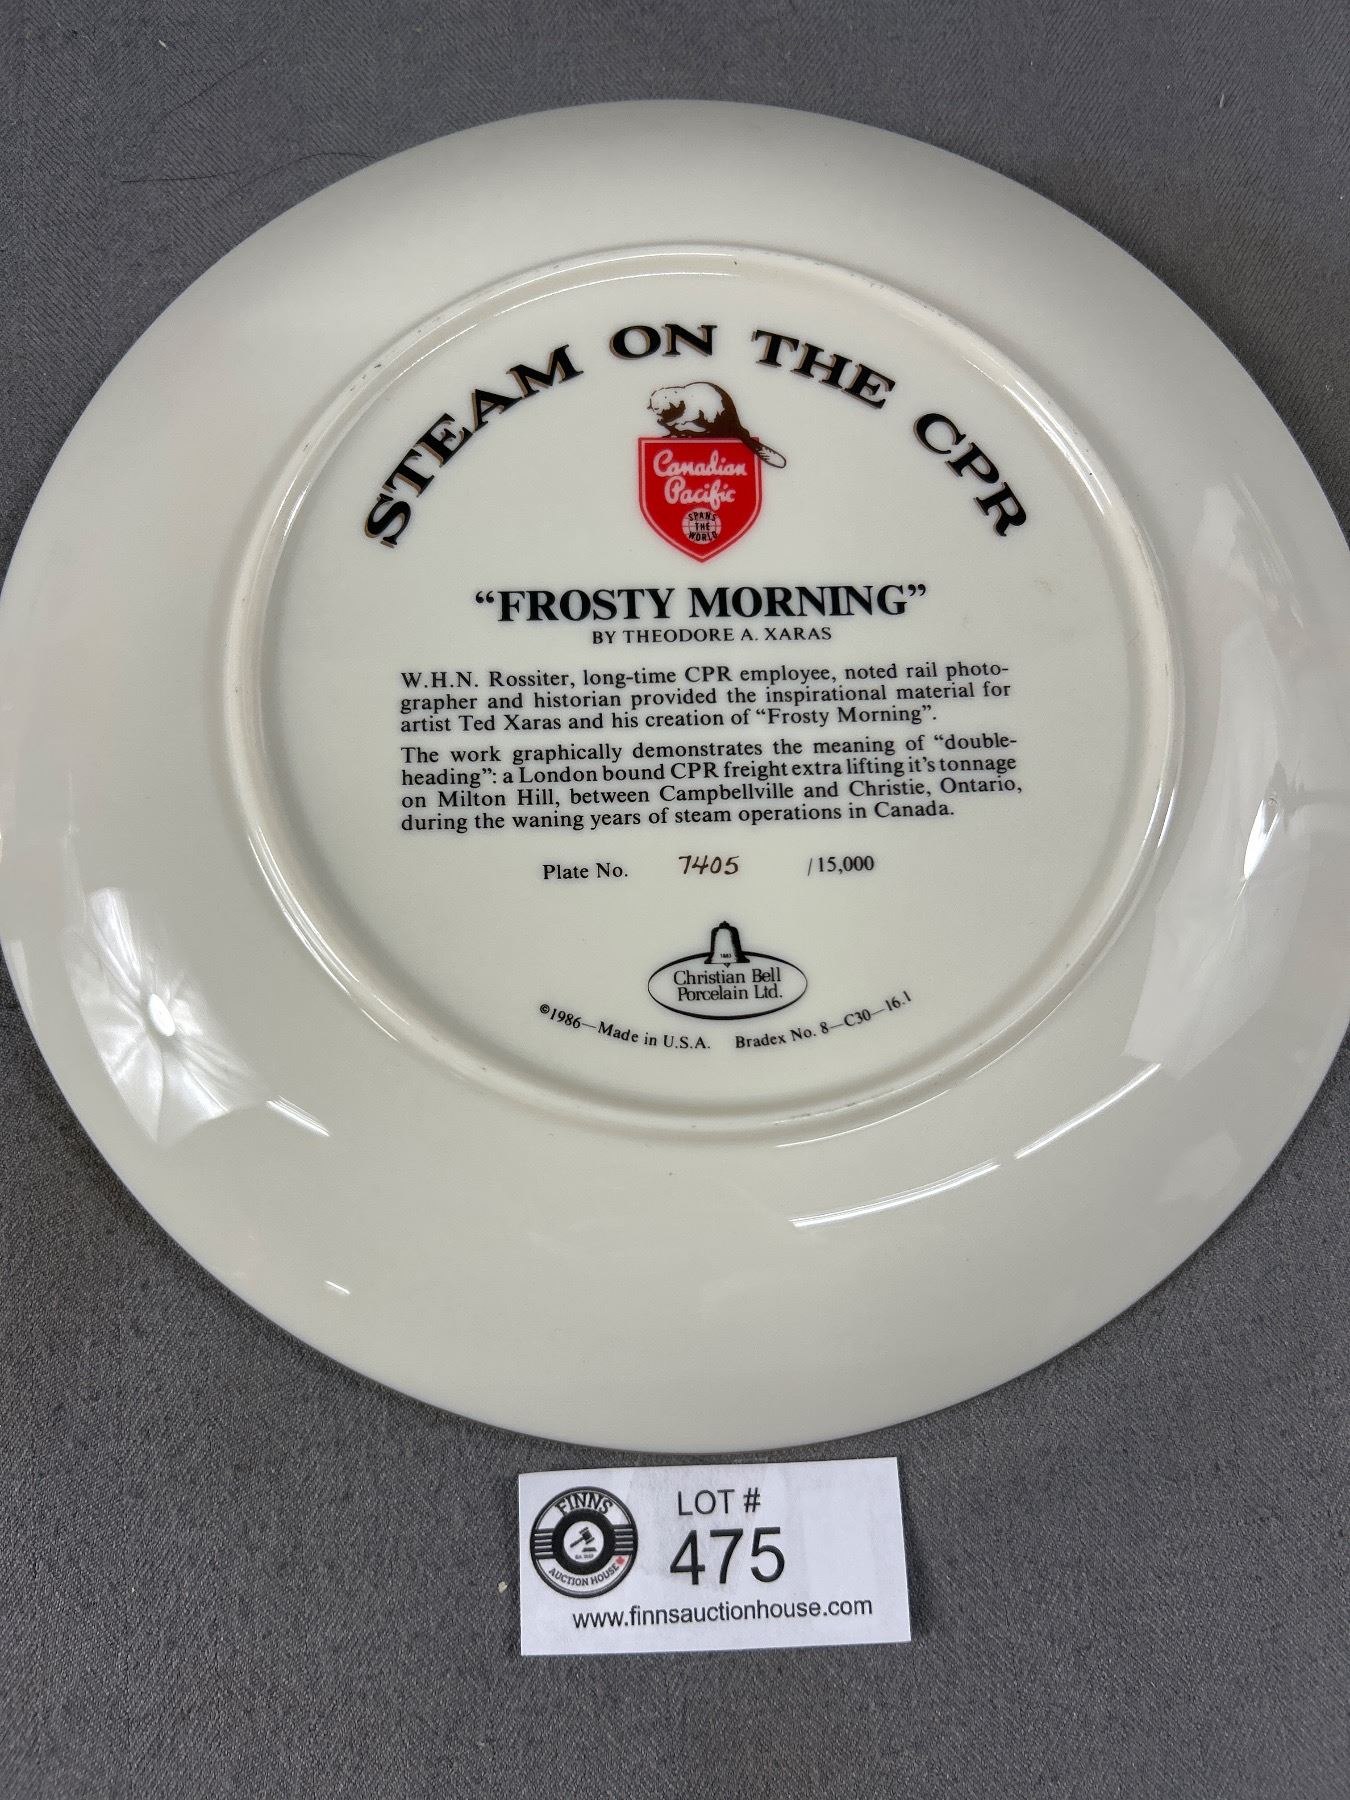 STEAM ON THE CPR
Canadian
Pacific
SPANS
THE
WORLD
“FROSTY MORNING”
BY THEODORE A. XARAS
W.H.N. Rossiter, long-time CPR employee, noted rail photo-
grapher and historian provided the inspirational material for
artist Ted Xaras and his creation of “Frosty Morning”.
The work graphically demonstrates the meaning of “double-
heading”: a London bound CPR freight extra lifting it's tonnage
on Milton Hill, between Campbellville and Christie, Ontario,
during the waning years of steam operations in Canada.
Plate No. 7405 /15,000
Christian Bell
Porcelain Ltd.
©1986—Made in U.S.A. Bradex No. 8—C30—16.1
FINNS
AUCTION HOUSE
LOT #
475
www.finnsauctionhouse.com